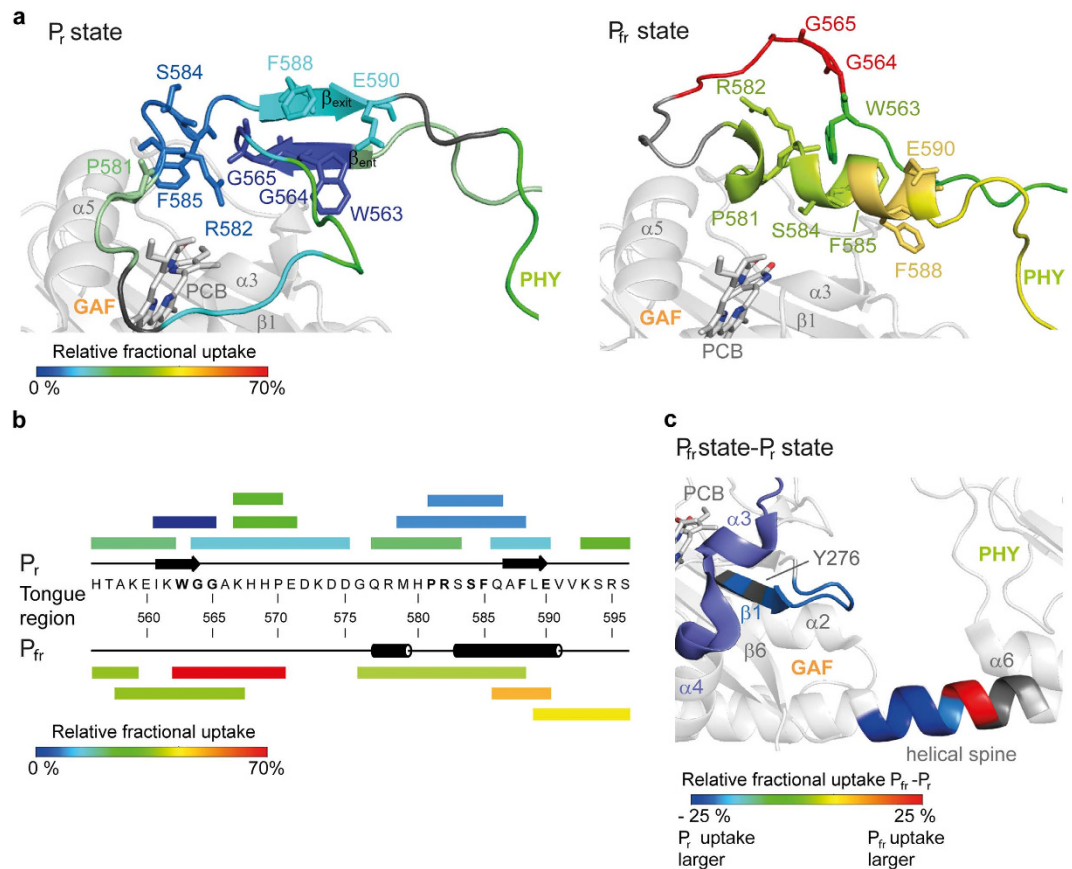 a
Pr state
Pfr state
S584
F588
E590
βexit
βent
P581
G565
G564
W563
F585
R582
α5
PCB
α3
GAF
β1
PHY
Relative fractional uptake
0 %
70%
G565
G564
R582
W563
E590
P581
S584
F585
F588
α5
α3
GAF
β1
PCB
PHY
b
Pr
HTAKEIKWGGAKHHPEDKDDGQRMHPRSSFQAFLEVVKSRS
Tongue region
560 565 570 575 580 585 590 595
Pfr
Relative fractional uptake
0 %
70%
c
Pfr state-Pr state
PCB
α3
Y276
PHY
β1
α2
β6
GAF
α4
α6
helical spine
Relative fractional uptake Pfr -Pr
- 25 %
25 %
Pr uptake larger
Pfr uptake larger